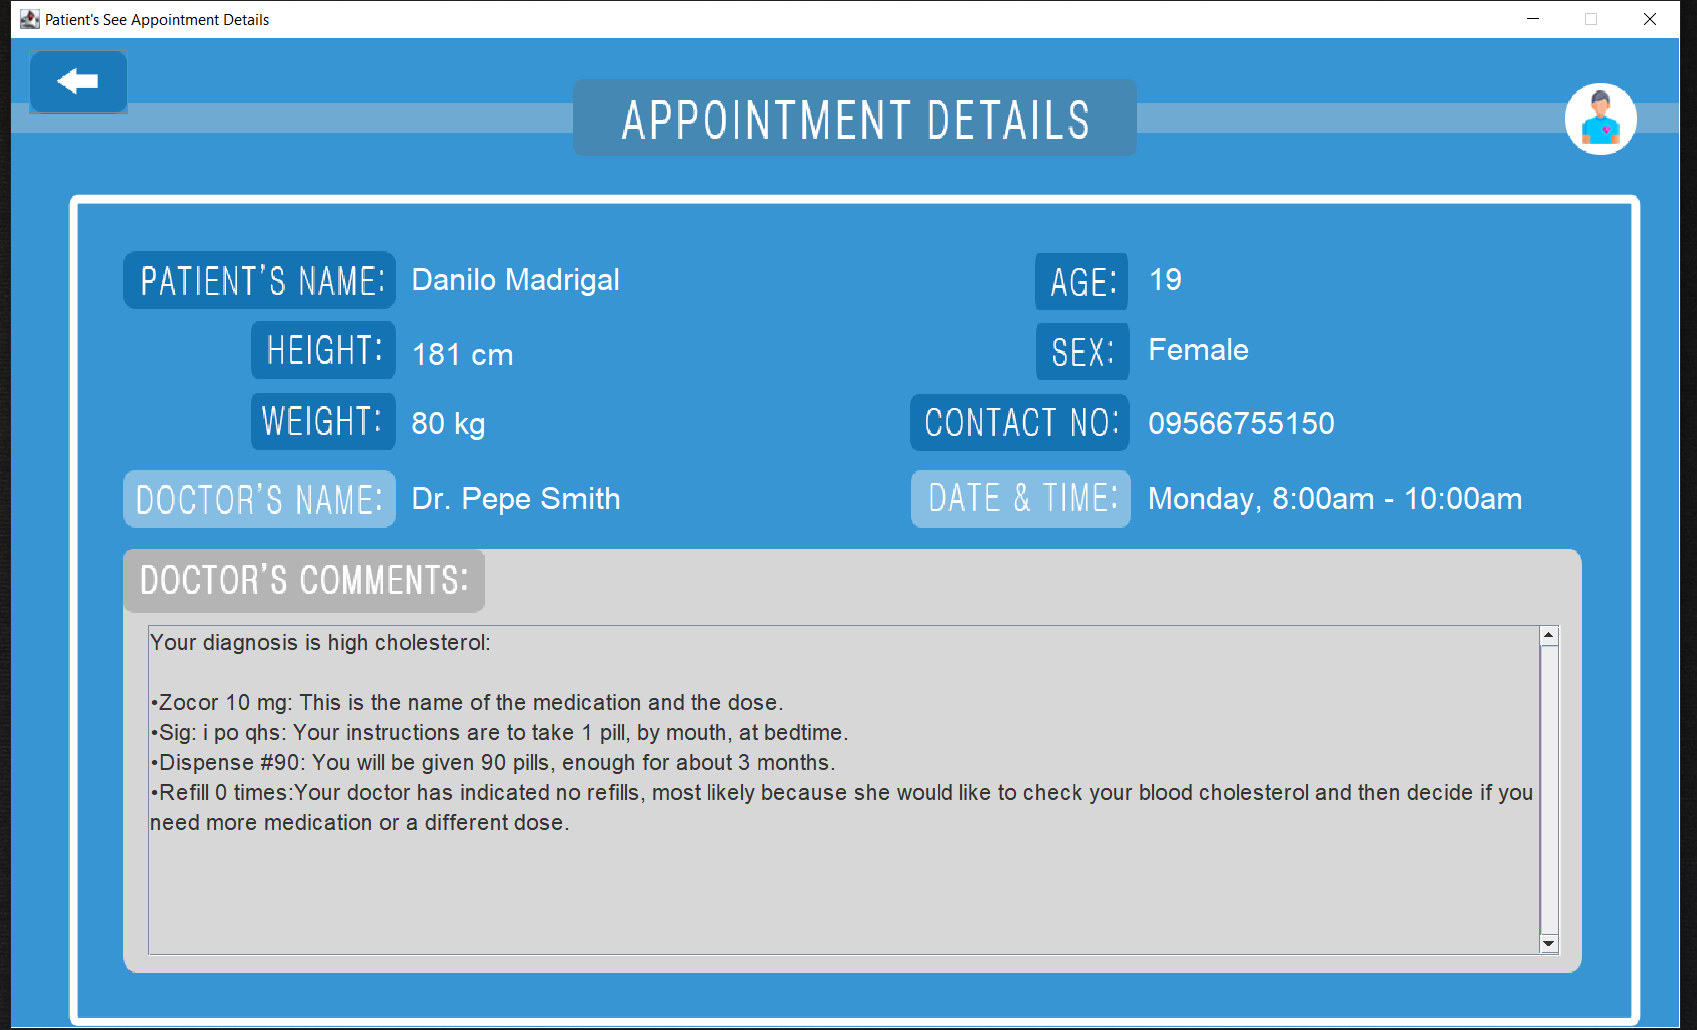 Patient's See Appointment Details
APPOINTMENT DETAILS
PATIENT'S NAME: Danilo Madrigal
AGE: 19
HEIGHT: 181 cm
SEX: Female
WEIGHT: 80 kg
CONTACT NO: 09566755150
DOCTOR'S NAME: Dr. Pepe Smith
DATE & TIME: Monday, 8:00am - 10:00am
DOCTOR'S COMMENTS:
Your diagnosis is high cholesterol:
•Zocor 10 mg: This is the name of the medication and the dose.
•Sig: i po qhs: Your instructions are to take 1 pill, by mouth, at bedtime.
•Dispense #90: You will be given 90 pills, enough for about 3 months.
•Refill 0 times:Your doctor has indicated no refills, most likely because she would like to check your blood cholesterol and then decide if you
need more medication or a different dose.